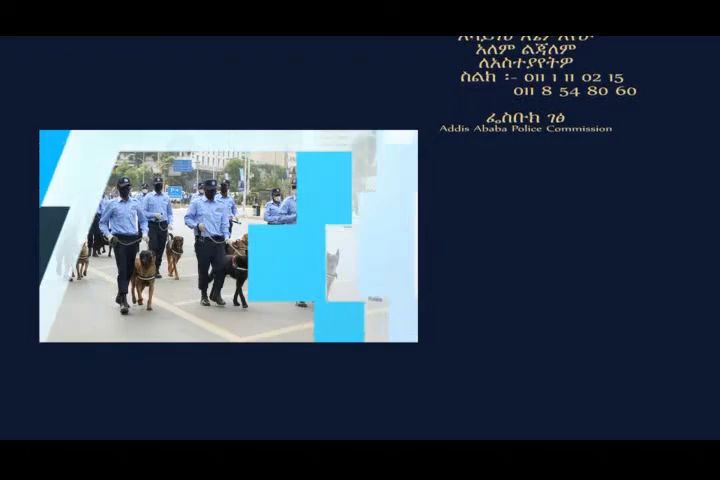 አለም ልጃለም
ለአስተያየትዎ
ስልክ ፡- 011 1 11 02 15
011 8 54 80 60
ፌስቡክ ገፅ
Addis Ababa Police Commission